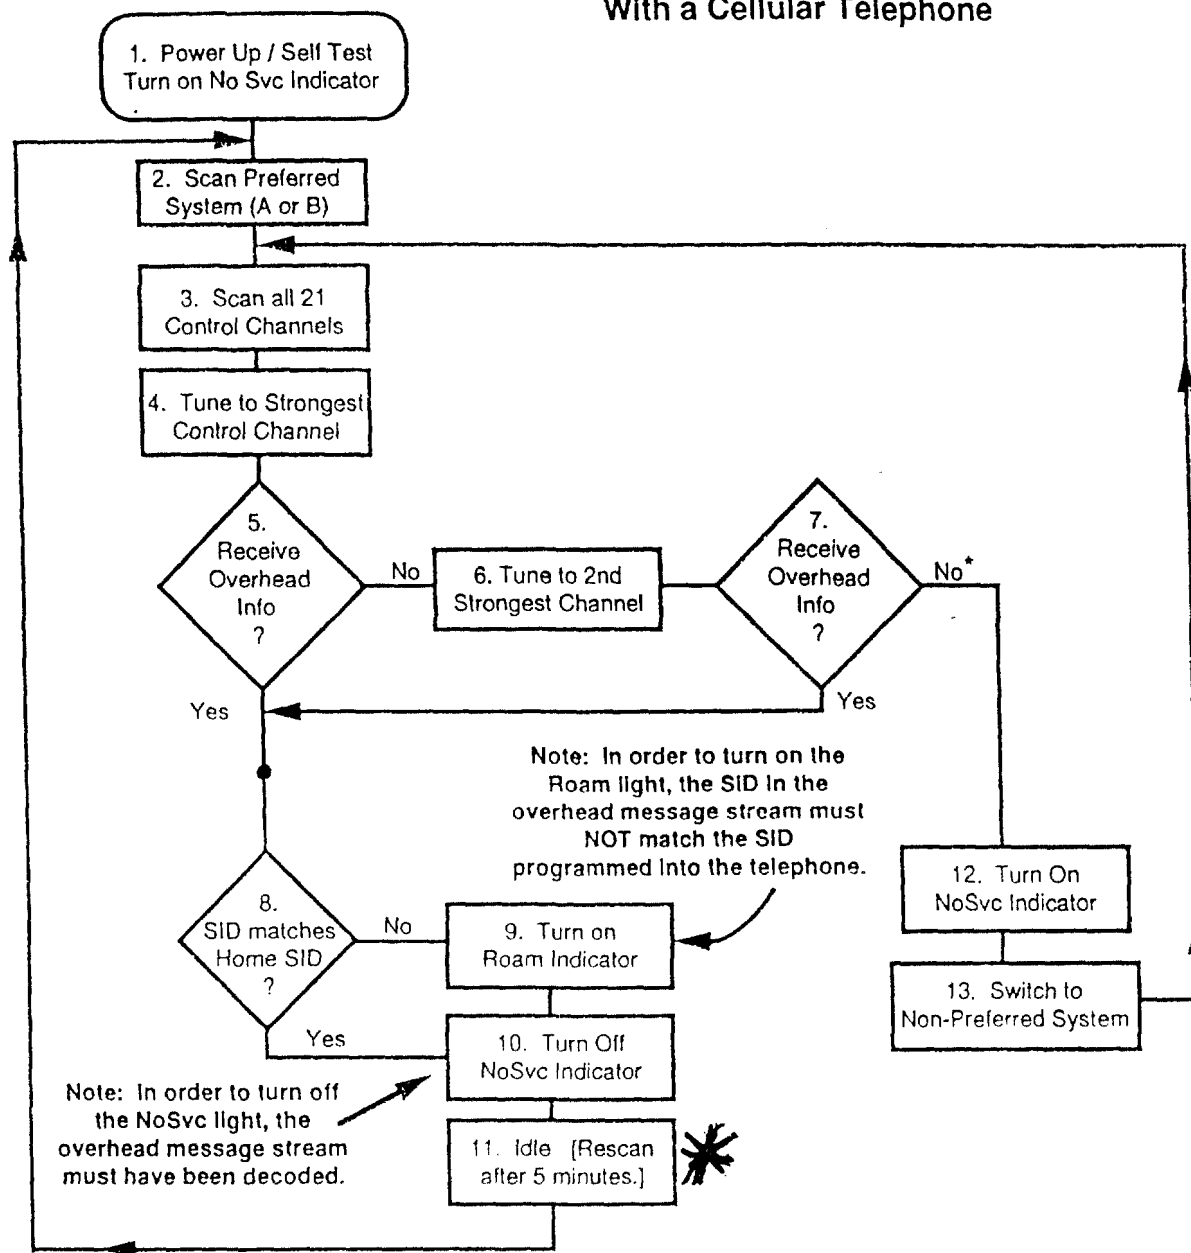 With a Cellular Telephone
1. Power Up / Self Test
Turn on No Svc Indicator
2. Scan Preferred
System (A or B)
3. Scan all 21
Control Channels
4. Tune to Strongest
Control Channel
5.
Receive
Overhead
Info
?
No
6. Tune to 2nd
Strongest Channel
7.
Receive
Overhead
Info
?
No*
Yes
Yes
Note: In order to turn on the
Roam light, the SID in the
overhead message stream must
NOT match the SID
programmed into the telephone.
8.
SID matches
Home SID
?
No
9. Turn on
Roam Indicator
12. Turn On
NoSvc Indicator
13. Switch to
Non-Preferred System
Yes
10. Turn Off
NoSvc Indicator
Note: In order to turn off
the NoSvc light, the
overhead message stream
must have been decoded.
11. Idle [Rescan
after 5 minutes.]